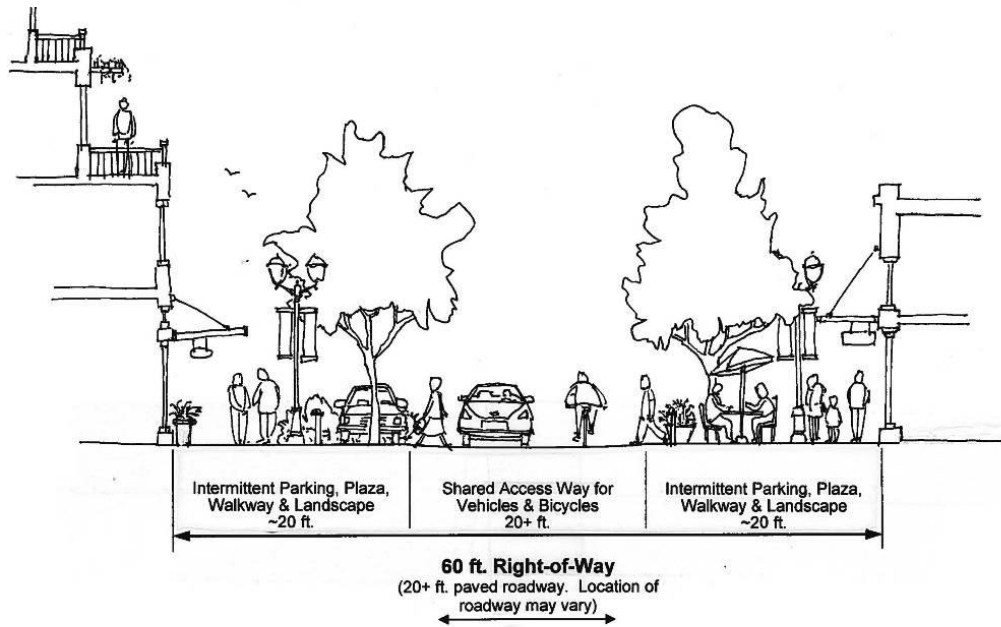 Intermittent Parking, Plaza,
Walkway & Landscape
~20 ft.
Shared Access Way for
Vehicles & Bicycles
20+ ft.
Intermittent Parking, Plaza,
Walkway & Landscape
~20 ft.
60 ft. Right-of-Way
(20+ ft. paved roadway. Location of
roadway may vary)